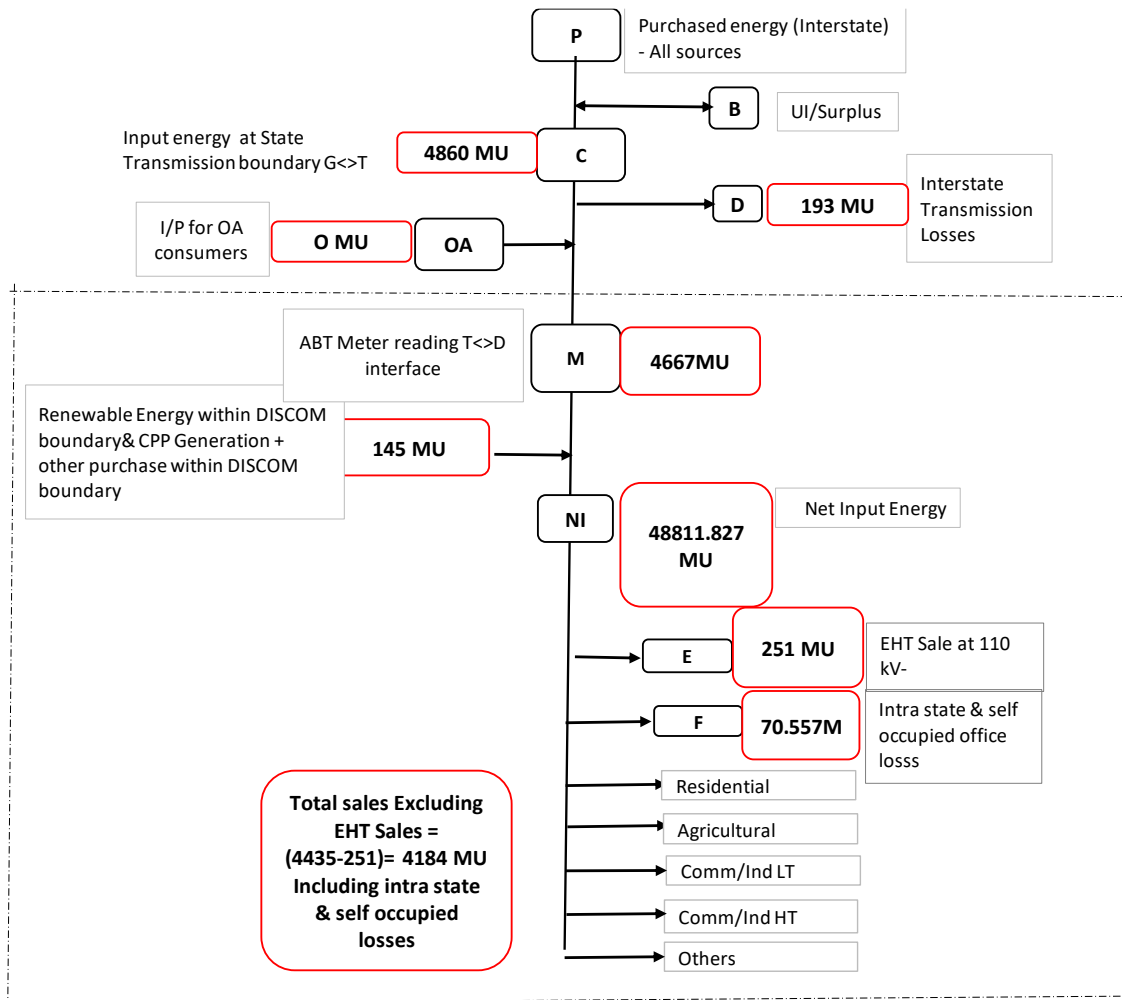 P
Purchased energy (Interstate)
- All sources
B
UI/Surplus
Input energy at State
Transmission boundary G<>T
4860 MU
C
D
193 MU
Interstate
Transmission
Losses
I/P for OA
consumers
O MU
OA
ABT Meter reading T<>D
interface
M
4667MU
Renewable Energy within DISCOM
boundary& CPP Generation +
other purchase within DISCOM
boundary
145 MU
NI
48811.827
MU
Net Input Energy
E
251 MU
EHT Sale at 110
kV-
F
70.557M
Intra state & self
occupied office
losss
Residential
Agricultural
Comm/Ind LT
Comm/Ind HT
Others
Total sales Excluding
EHT Sales =
(4435-251)= 4184 MU
Including intra state
& self occupied
losses